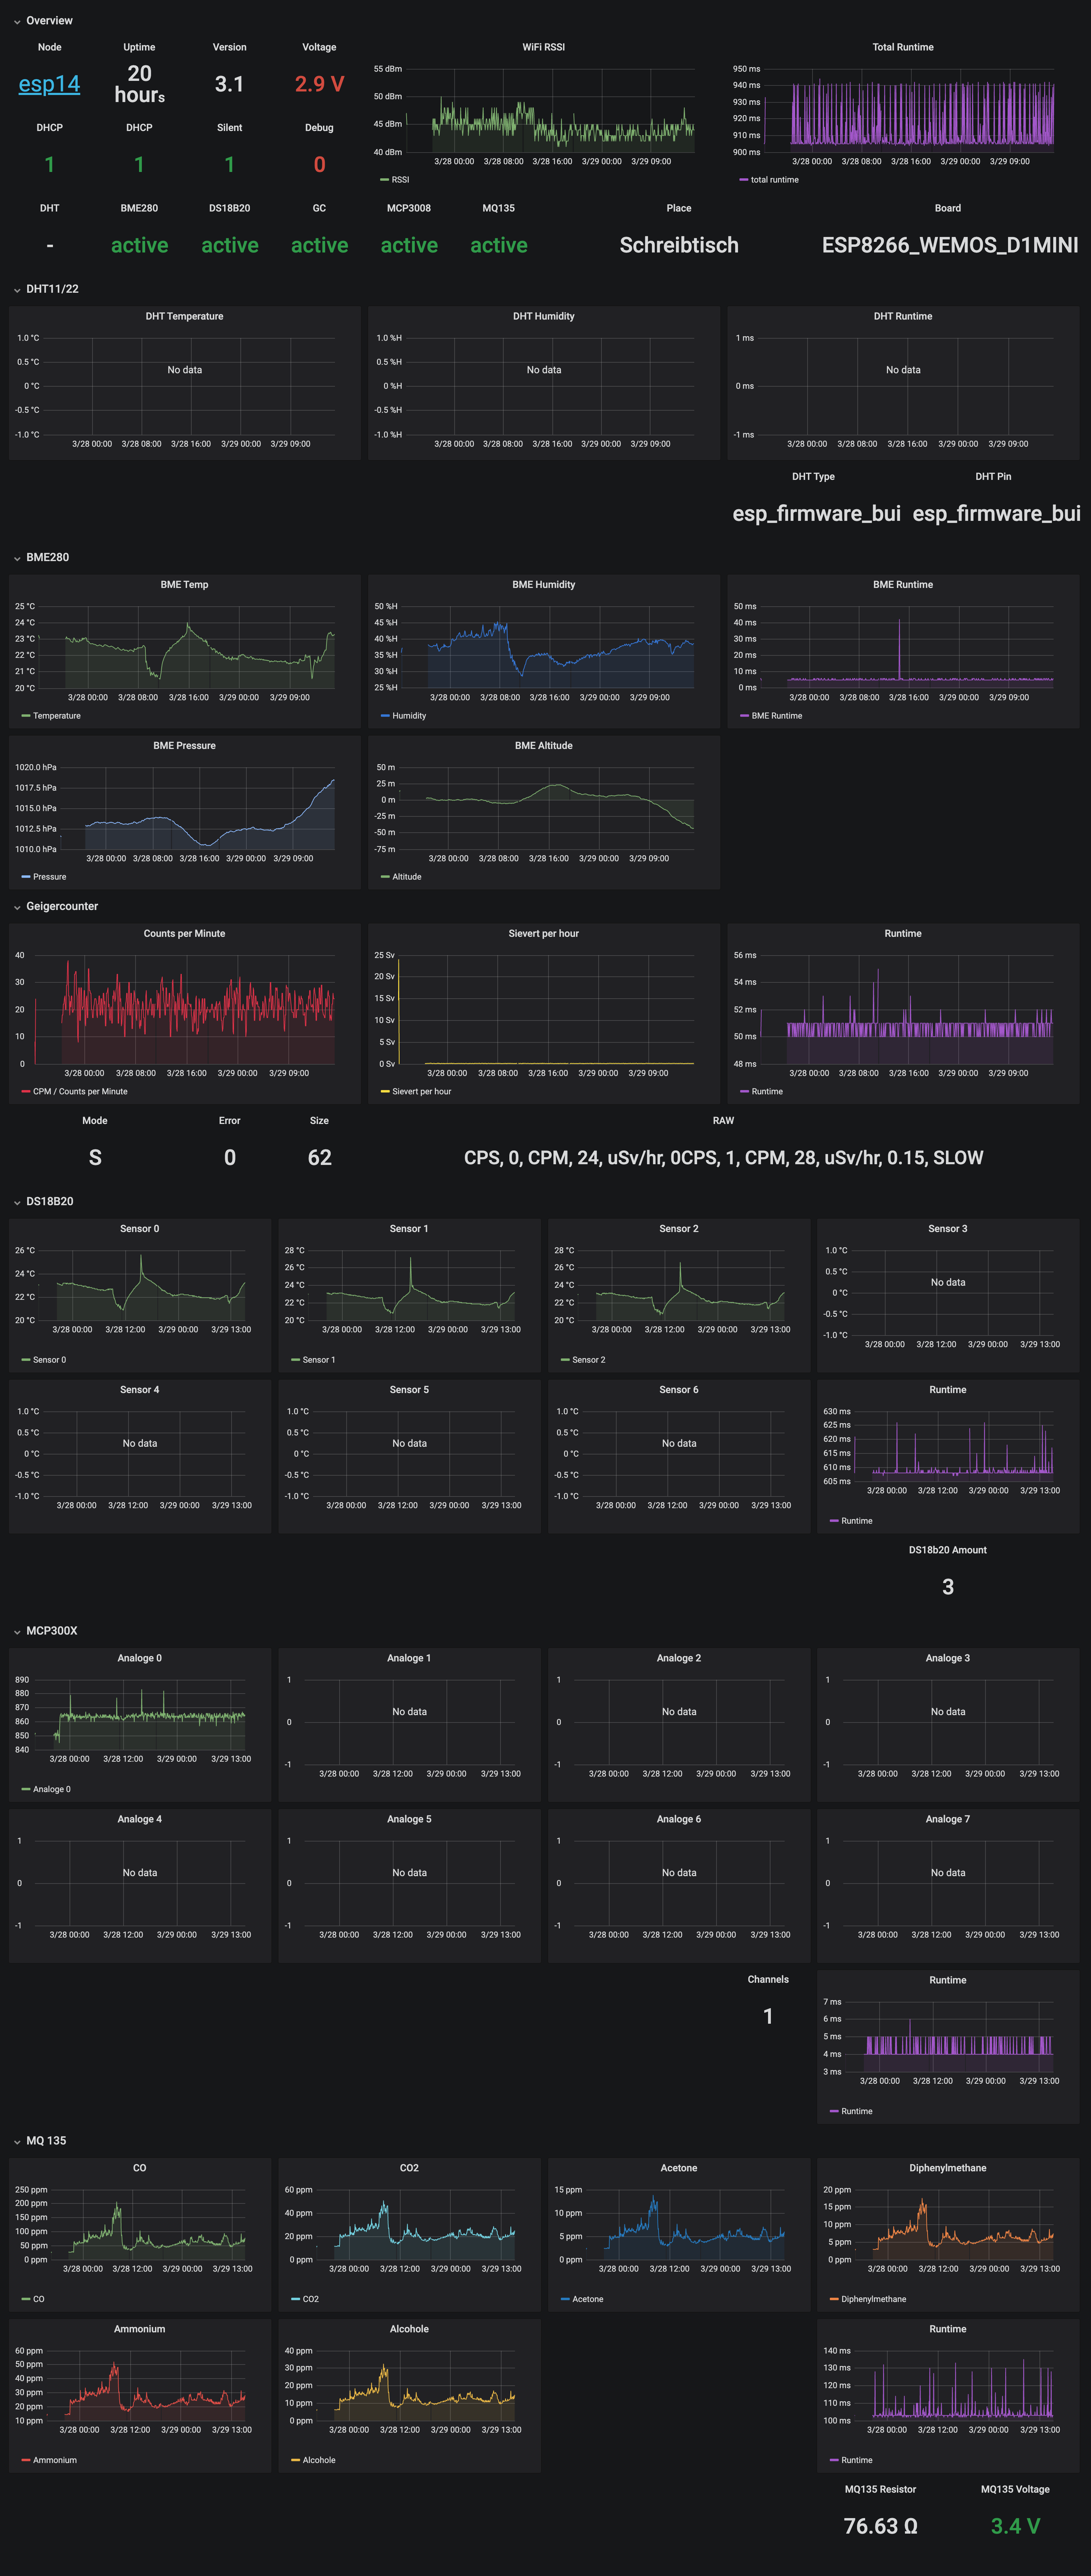 Overview
Node Uptime Version Voltage
esp14 20 hours 3.1 2.9 V
DHCP DHCP Silent Debug
1 1 1 0
WiFi RSSI
55 dBm
50 dBm
45 dBm
40 dBm
3/28 00:00 3/28 08:00 3/28 16:00 3/29 00:00 3/29 09:00
RSSI
Total Runtime
950 ms
940 ms
930 ms
920 ms
910 ms
900 ms
3/28 00:00 3/28 08:00 3/28 16:00 3/29 00:00 3/29 09:00
total runtime
DHT BME280 DS18B20 GC MCP3008 MQ135 Place Board
- active active active active active Schreibtisch ESP8266_WEMOS_D1MINI
DHT11/22
DHT Temperature
1.0 °C
0.5 °C
0 °C
-0.5 °C
-1.0 °C
No data
3/28 00:00 3/28 08:00 3/28 16:00 3/29 00:00 3/29 09:00
DHT Humidity
1.0 %H
0.5 %H
0 %H
-0.5 %H
-1.0 %H
No data
3/28 00:00 3/28 08:00 3/28 16:00 3/29 00:00 3/29 09:00
DHT Runtime
1 ms
0 ms
-1 ms
No data
3/28 00:00 3/28 08:00 3/28 16:00 3/29 00:00 3/29 09:00
DHT Type DHT Pin
esp_firmware_bui esp_firmware_bui
BME280
BME Temp
25 °C
24 °C
23 °C
22 °C
21 °C
20 °C
3/28 00:00 3/28 08:00 3/28 16:00 3/29 00:00 3/29 09:00
Temperature
BME Humidity
50 %H
45 %H
40 %H
35 %H
30 %H
25 %H
3/28 00:00 3/28 08:00 3/28 16:00 3/29 00:00 3/29 09:00
Humidity
BME Runtime
50 ms
40 ms
30 ms
20 ms
10 ms
0 ms
3/28 00:00 3/28 08:00 3/28 16:00 3/29 00:00 3/29 09:00
BME Runtime
BME Pressure
1020.0 hPa
1017.5 hPa
1015.0 hPa
1012.5 hPa
1010.0 hPa
3/28 00:00 3/28 08:00 3/28 16:00 3/29 00:00 3/29 09:00
Pressure
BME Altitude
50 m
25 m
0 m
-25 m
-50 m
-75 m
3/28 00:00 3/28 08:00 3/28 16:00 3/29 00:00 3/29 09:00
Altitude
Geigercounter
Counts per Minute
40
30
20
10
0
3/28 00:00 3/28 08:00 3/28 16:00 3/29 00:00 3/29 09:00
CPM / Counts per Minute
Sievert per hour
25 Sv
20 Sv
15 Sv
10 Sv
5 Sv
0 Sv
3/28 00:00 3/28 08:00 3/28 16:00 3/29 00:00 3/29 09:00
Sievert per hour
Runtime
56 ms
54 ms
52 ms
50 ms
48 ms
3/28 00:00 3/28 08:00 3/28 16:00 3/29 00:00 3/29 09:00
Runtime
Mode Error Size RAW
S 0 62 CPS, 0, CPM, 24, uSv/hr, 0CPS, 1, CPM, 28, uSv/hr, 0.15, SLOW
DS18B20
Sensor 0
26 °C
24 °C
22 °C
20 °C
3/28 00:00 3/28 12:00 3/29 00:00 3/29 13:00
Sensor 0
Sensor 1
28 °C
26 °C
24 °C
22 °C
20 °C
3/28 00:00 3/28 12:00 3/29 00:00 3/29 13:00
Sensor 1
Sensor 2
28 °C
26 °C
24 °C
22 °C
20 °C
3/28 00:00 3/28 12:00 3/29 00:00 3/29 13:00
Sensor 2
Sensor 3
1.0 °C
0.5 °C
0 °C
-0.5 °C
-1.0 °C
No data
3/28 00:00 3/28 12:00 3/29 00:00 3/29 13:00
Sensor 4
1.0 °C
0.5 °C
0 °C
-0.5 °C
-1.0 °C
No data
3/28 00:00 3/28 12:00 3/29 00:00 3/29 13:00
Sensor 5
1.0 °C
0.5 °C
0 °C
-0.5 °C
-1.0 °C
No data
3/28 00:00 3/28 12:00 3/29 00:00 3/29 13:00
Sensor 6
1.0 °C
0.5 °C
0 °C
-0.5 °C
-1.0 °C
No data
3/28 00:00 3/28 12:00 3/29 00:00 3/29 13:00
Runtime
630 ms
625 ms
620 ms
615 ms
610 ms
605 ms
3/28 00:00 3/28 12:00 3/29 00:00 3/29 13:00
Runtime
DS18b20 Amount
3
MCP300X
Analoge 0
890
880
870
860
850
840
3/28 00:00 3/28 12:00 3/29 00:00 3/29 13:00
Analoge 0
Analoge 1
1
0
-1
No data
3/28 00:00 3/28 12:00 3/29 00:00 3/29 13:00
Analoge 2
1
0
-1
No data
3/28 00:00 3/28 12:00 3/29 00:00 3/29 13:00
Analoge 3
1
0
-1
No data
3/28 00:00 3/28 12:00 3/29 00:00 3/29 13:00
Analoge 4
1
0
-1
No data
3/28 00:00 3/28 12:00 3/29 00:00 3/29 13:00
Analoge 5
1
0
-1
No data
3/28 00:00 3/28 12:00 3/29 00:00 3/29 13:00
Analoge 6
1
0
-1
No data
3/28 00:00 3/28 12:00 3/29 00:00 3/29 13:00
Analoge 7
1
0
-1
No data
3/28 00:00 3/28 12:00 3/29 00:00 3/29 13:00
Channels
1
Runtime
7 ms
6 ms
5 ms
4 ms
3 ms
3/28 00:00 3/28 12:00 3/29 00:00 3/29 13:00
Runtime
MQ 135
CO
250 ppm
200 ppm
150 ppm
100 ppm
50 ppm
0 ppm
3/28 00:00 3/28 12:00 3/29 00:00 3/29 13:00
CO
CO2
60 ppm
40 ppm
20 ppm
0 ppm
3/28 00:00 3/28 12:00 3/29 00:00 3/29 13:00
CO2
Acetone
15 ppm
10 ppm
5 ppm
0 ppm
3/28 00:00 3/28 12:00 3/29 00:00 3/29 13:00
Acetone
Diphenylmethane
20 ppm
15 ppm
10 ppm
5 ppm
0 ppm
3/28 00:00 3/28 12:00 3/29 00:00 3/29 13:00
Diphenylmethane
Ammonium
60 ppm
50 ppm
40 ppm
30 ppm
20 ppm
10 ppm
3/28 00:00 3/28 12:00 3/29 00:00 3/29 13:00
Ammonium
Alcohole
40 ppm
30 ppm
20 ppm
10 ppm
0 ppm
3/28 00:00 3/28 12:00 3/29 00:00 3/29 13:00
Alcohole
Runtime
140 ms
130 ms
120 ms
110 ms
100 ms
3/28 00:00 3/28 12:00 3/29 00:00 3/29 13:00
Runtime
MQ135 Resistor MQ135 Voltage
76.63 Ω 3.4 V